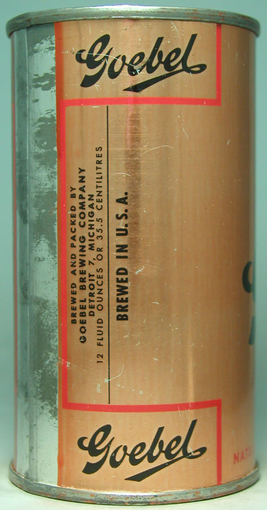 Goebel
BREWED AND PACKED BY
GOEBEL BREWING COMPANY
DETROIT 7, MICHIGAN
12 FLUID OUNCES OR 35.5 CENTILITRES
BREWED IN U.S.A.
Goebel